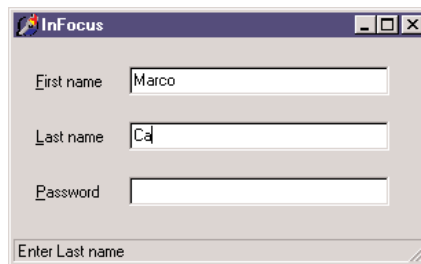 InFocus
First name Marco
Last name Ca
Password
Enter Last name